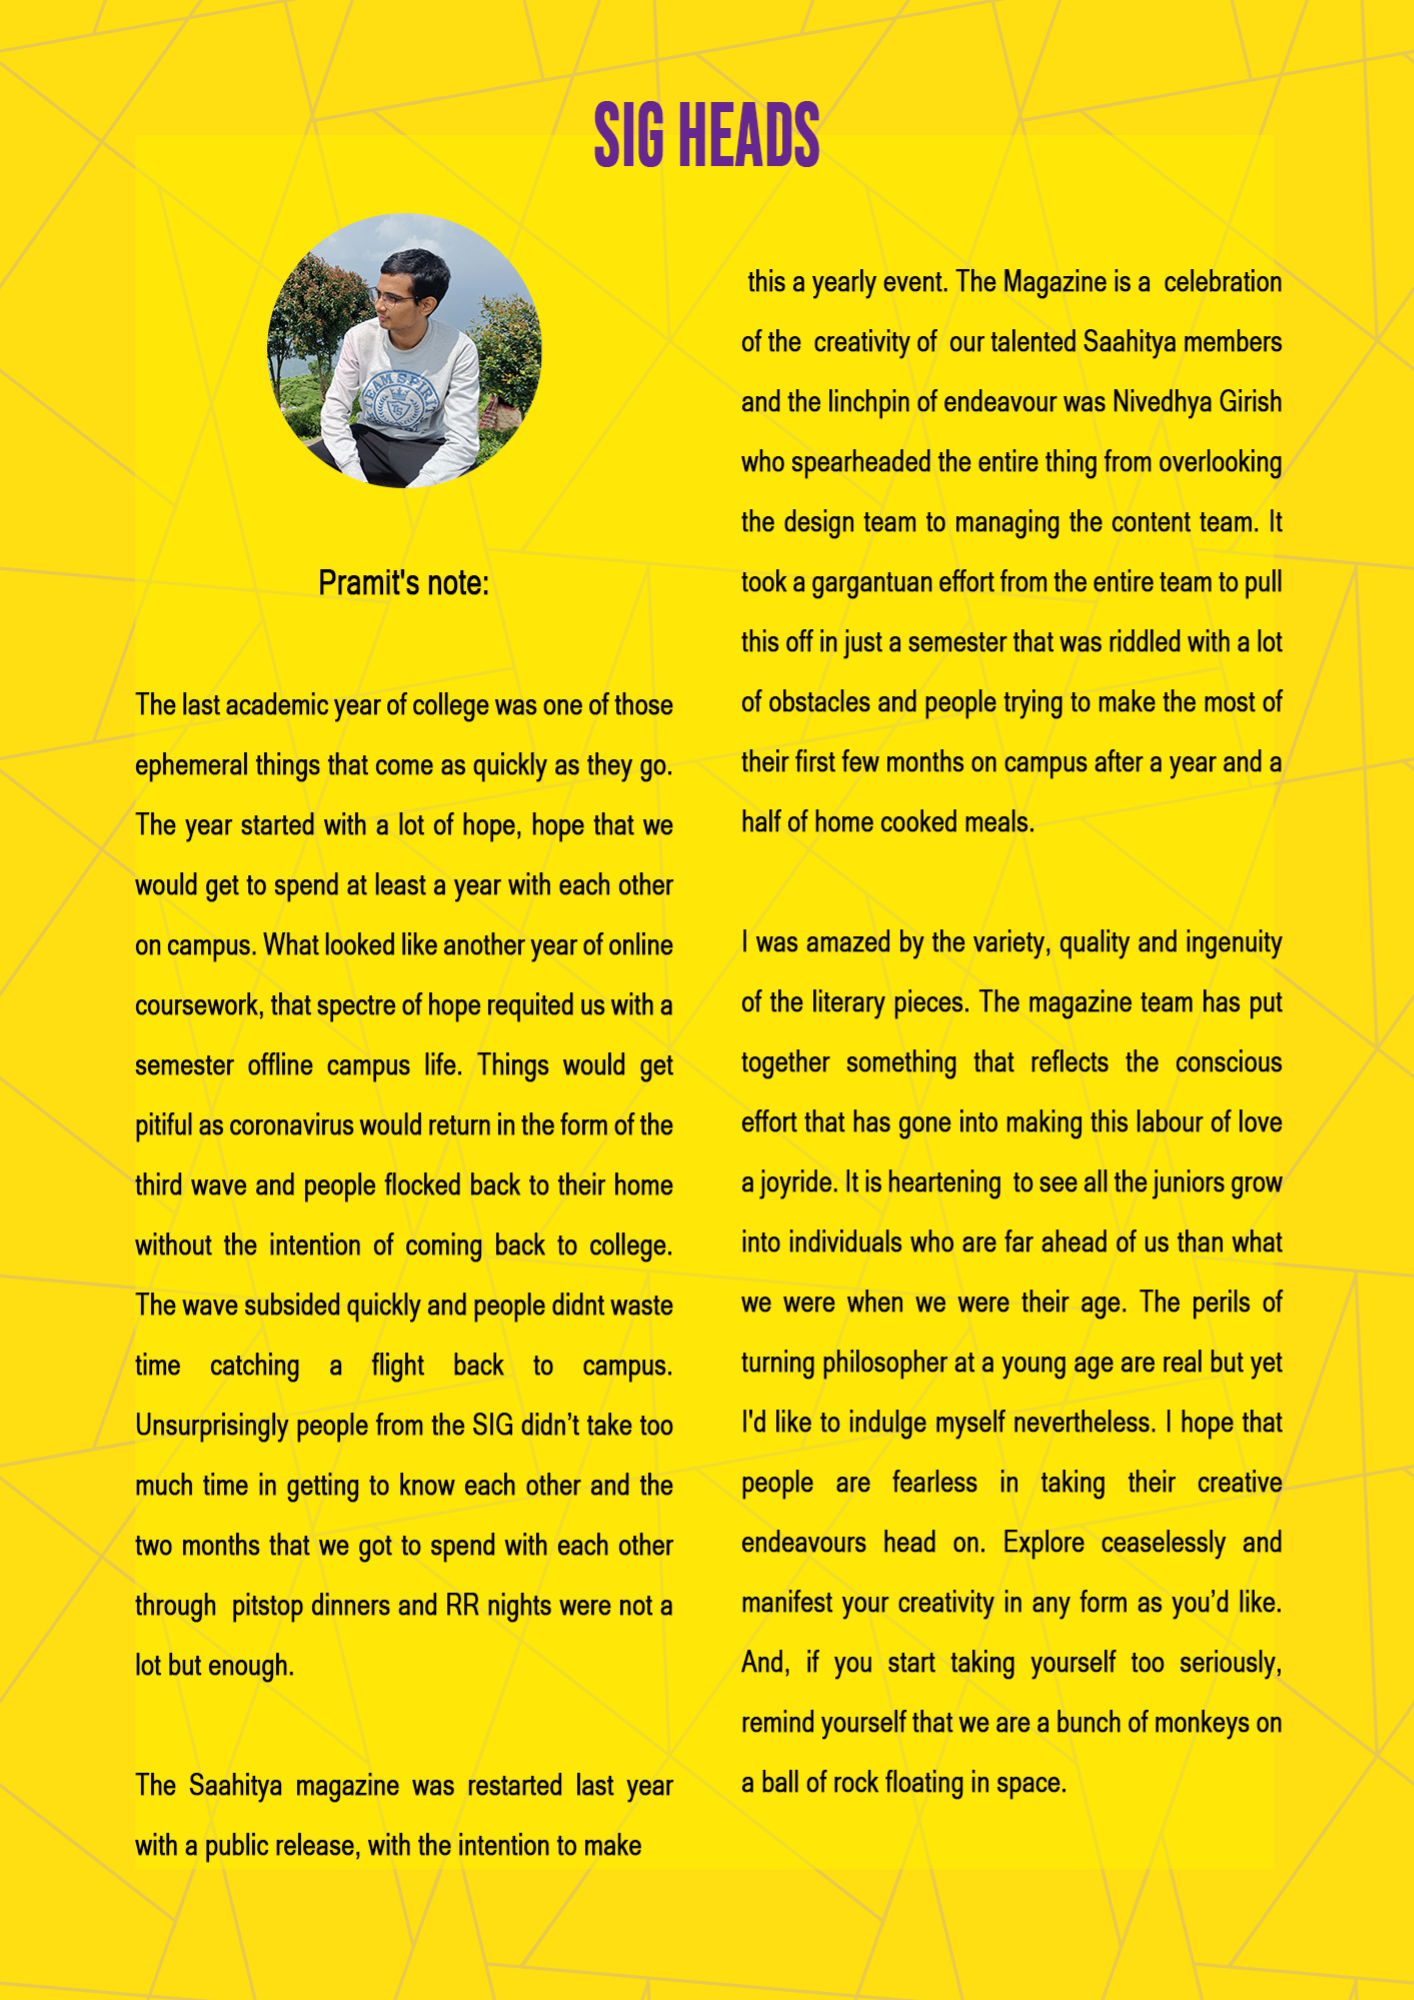 SIG HEADS
TEAM SPIRIT
Pramit's note:
The last academic year of college was one of those
ephemeral things that come as quickly as they go.
The year started with a lot of hope, hope that we
would get to spend at least a year with each other
on campus. What looked like another year of online
coursework, that spectre of hope requited us with a
semester offline campus life. Things would get
pitiful as coronavirus would return in the form of the
third wave and people flocked back to their home
without the intention of coming back to college.
The wave subsided quickly and people didnt waste
time catching a flight back to campus.
Unsurprisingly people from the SIG didn’t take too
much time in getting to know each other and the
two months that we got to spend with each other
through pitstop dinners and RR nights were not a
lot but enough.
The Saahitya magazine was restarted last year
with a public release, with the intention to make
this a yearly event. The Magazine is a celebration
of the creativity of our talented Saahitya members
and the linchpin of endeavour was Nivedhya Girish
who spearheaded the entire thing from overlooking
the design team to managing the content team. It
took a gargantuan effort from the entire team to pull
this off in just a semester that was riddled with a lot
of obstacles and people trying to make the most of
their first few months on campus after a year and a
half of home cooked meals.
I was amazed by the variety, quality and ingenuity
of the literary pieces. The magazine team has put
together something that reflects the conscious
effort that has gone into making this labour of love
a joyride. It is heartening to see all the juniors grow
into individuals who are far ahead of us than what
we were when we were their age. The perils of
turning philosopher at a young age are real but yet
I'd like to indulge myself nevertheless. I hope that
people are fearless in taking their creative
endeavours head on. Explore ceaselessly and
manifest your creativity in any form as you’d like.
And, if you start taking yourself too seriously,
remind yourself that we are a bunch of monkeys on
a ball of rock floating in space.